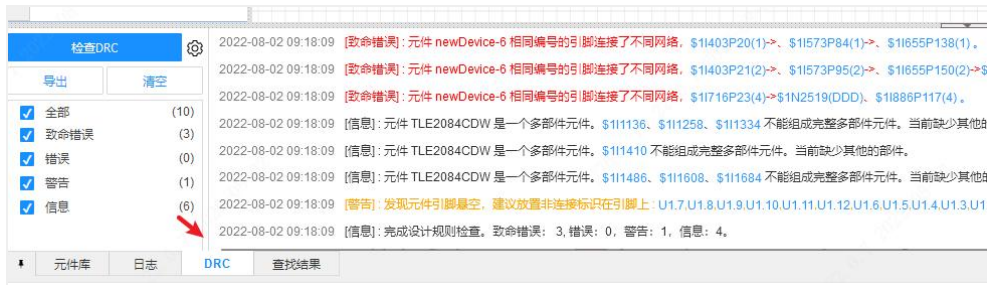 检查DRC
导出 清空
全部 (10)
致命错误 (3)
错误 (0)
警告 (1)
信息 (6)
2022-08-02 09:18:09 [致命错误] : 元件 newDevice-6 相同编号的引脚连接了不同网络，$1I403P20(1)->、$1I573P84(1)->、$1I655P138(1) 。
2022-08-02 09:18:09 [致命错误] : 元件 newDevice-6 相同编号的引脚连接了不同网络，$1I403P21(2)->、$1I573P95(2)->、$1I655P150(2)->$
2022-08-02 09:18:09 [致命错误] : 元件 newDevice-6 相同编号的引脚连接了不同网络，$1I716P23(4)->$1N2519(DDD)、$1I886P117(4) 。
2022-08-02 09:18:09 [信息] : 元件 TLE2084CDW 是一个多部件元件。$1I1136、$1I1258、$1I1334 不能组成完整多部件元件。当前缺少其他的
2022-08-02 09:18:09 [信息] : 元件 TLE2084CDW 是一个多部件元件。$1I1410 不能组成完整多部件元件。当前缺少其他的部件。
2022-08-02 09:18:09 [信息] : 元件 TLE2084CDW 是一个多部件元件。$1I1486、$1I1608、$1I1684 不能组成完整多部件元件。当前缺少其他的
2022-08-02 09:18:09 [警告] : 发现元件引脚悬空，建议放置非连接标识在引脚上 : U1.7,U1.8,U1.9,U1.10,U1.11,U1.12,U1.6,U1.5,U1.4,U1.3,U1
2022-08-02 09:18:09 [信息] : 完成设计规则检查。致命错误： 3, 错误：0，警告：1，信息：4。
元件库 日志 DRC 查找结果